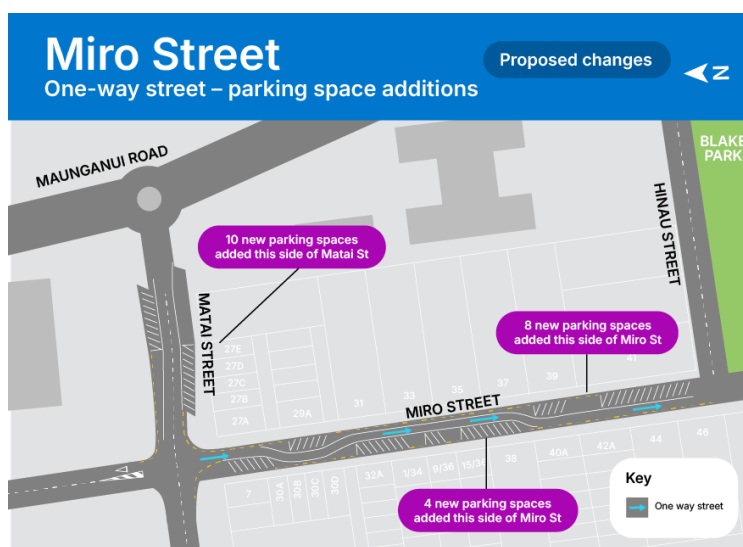 Miro Street
One-way street – parking space additions
Proposed changes
N
MAUNGANUI ROAD
BLAKE
PARK
HINAU STREET
10 new parking spaces
added this side of Matai St
MATAI STREET
8 new parking spaces
added this side of Miro St
27E
27D
27C
27B
27A
29A
31
33
35
37
39
41
MIRO STREET
7
30A
30B
30C
30D
32A
1/34
9/36
38
40A
42A
44
46
4 new parking spaces
added this side of Miro St
Key
One way street